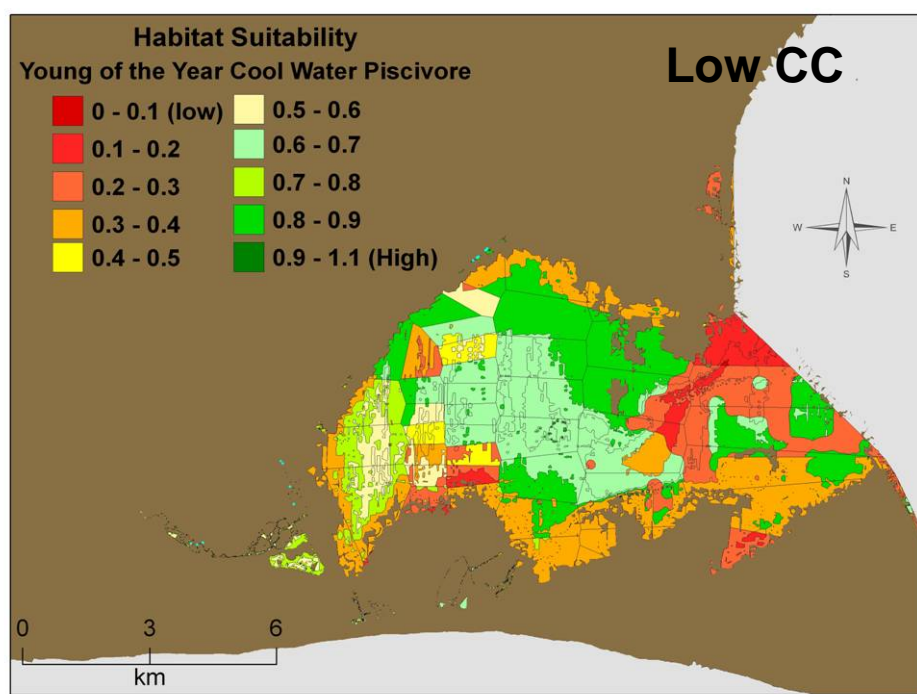 Habitat Suitability
Young of the Year Cool Water Piscivore
Low CC
0 - 0.1 (low)
0.1 - 0.2
0.2 - 0.3
0.3 - 0.4
0.4 - 0.5
0.5 - 0.6
0.6 - 0.7
0.7 - 0.8
0.8 - 0.9
0.9 - 1.1 (High)
N
W E
S
0 3 6
km